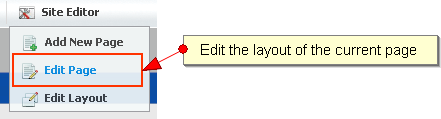 Site Editor
Add New Page
Edit Page
Edit the layout of the current page
Edit Layout